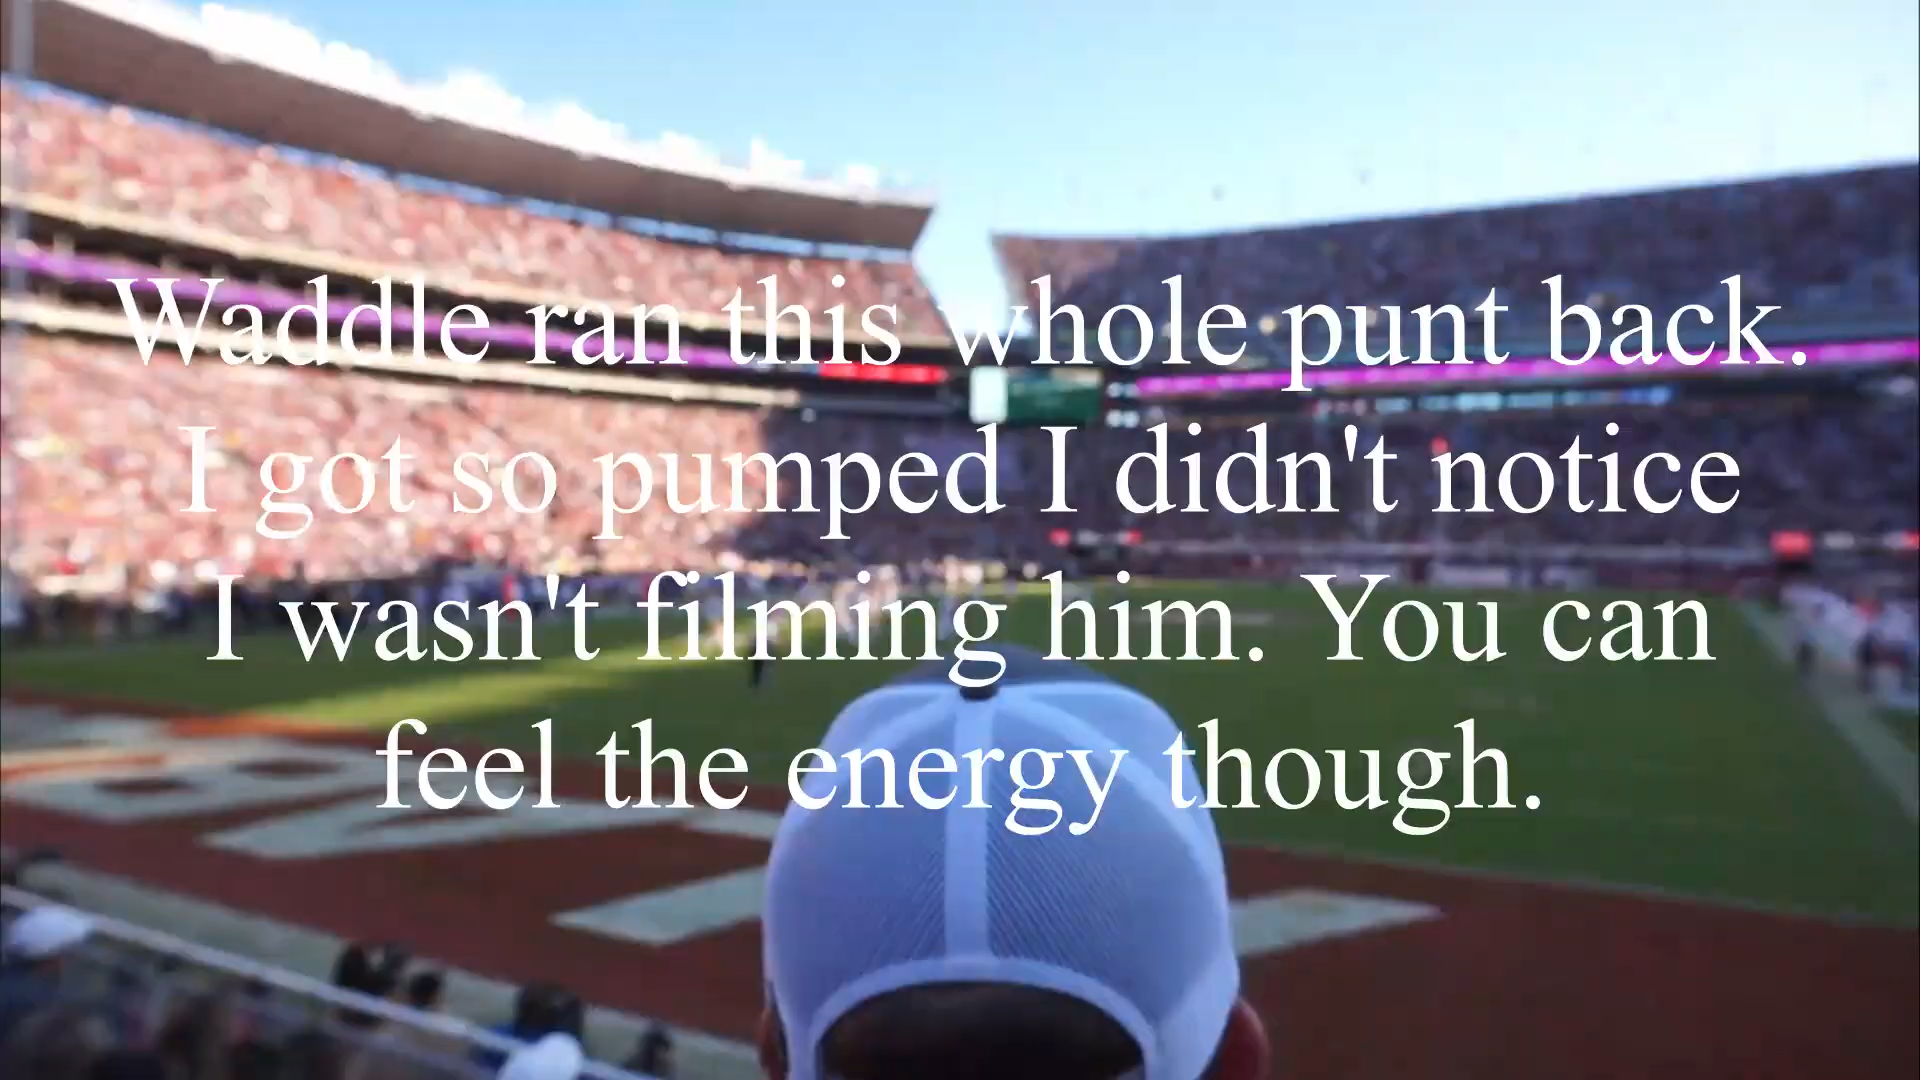 Waddle ran this whole punt back.
I got so pumped I didn't notice
I wasn't filming him. You can
feel the energy though.